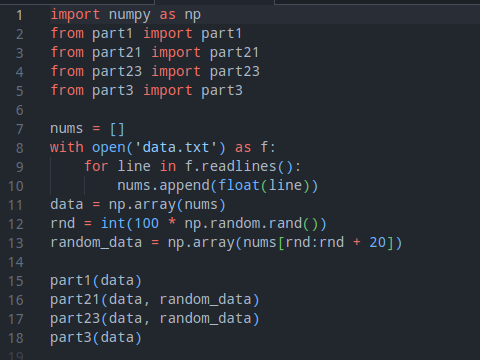 1 import numpy as np
2 from part1 import part1
3 from part21 import part21
4 from part23 import part23
5 from part3 import part3
6
7 nums = []
8 with open('data.txt') as f:
9     for line in f.readlines():
10         nums.append(float(line))
11 data = np.array(nums)
12 rnd = int(100 * np.random.rand())
13 random_data = np.array(nums[rnd:rnd + 20])
14
15 part1(data)
16 part21(data, random_data)
17 part23(data, random_data)
18 part3(data)
19